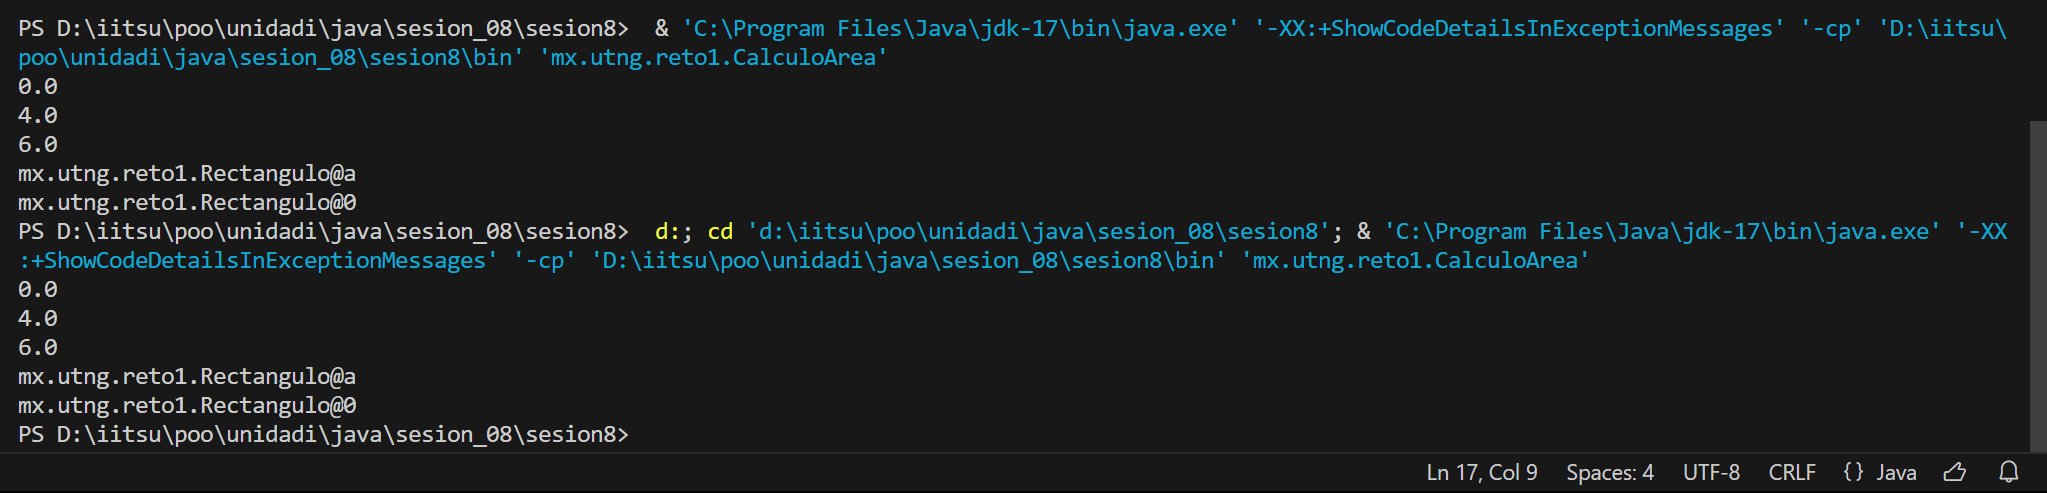 PS D:\iitsu\poo\unidadi\java\sesion_08\sesion8>  & 'C:\Program Files\Java\jdk-17\bin\java.exe' '-XX:+ShowCodeDetailsInExceptionMessages' '-cp' 'D:\iitsu\
poo\unidadi\java\sesion_08\sesion8\bin' 'mx.utng.reto1.CalculoArea'
0.0
4.0
6.0
mx.utng.reto1.Rectangulo@a
mx.utng.reto1.Rectangulo@0
PS D:\iitsu\poo\unidadi\java\sesion_08\sesion8>  d:; cd 'd:\iitsu\poo\unidadi\java\sesion_08\sesion8'; & 'C:\Program Files\Java\jdk-17\bin\java.exe' '-XX
:+ShowCodeDetailsInExceptionMessages' '-cp' 'D:\iitsu\poo\unidadi\java\sesion_08\sesion8\bin' 'mx.utng.reto1.CalculoArea'
0.0
4.0
6.0
mx.utng.reto1.Rectangulo@a
mx.utng.reto1.Rectangulo@0
PS D:\iitsu\poo\unidadi\java\sesion_08\sesion8>
Ln 17, Col 9 Spaces: 4 UTF-8 CRLF {} Java